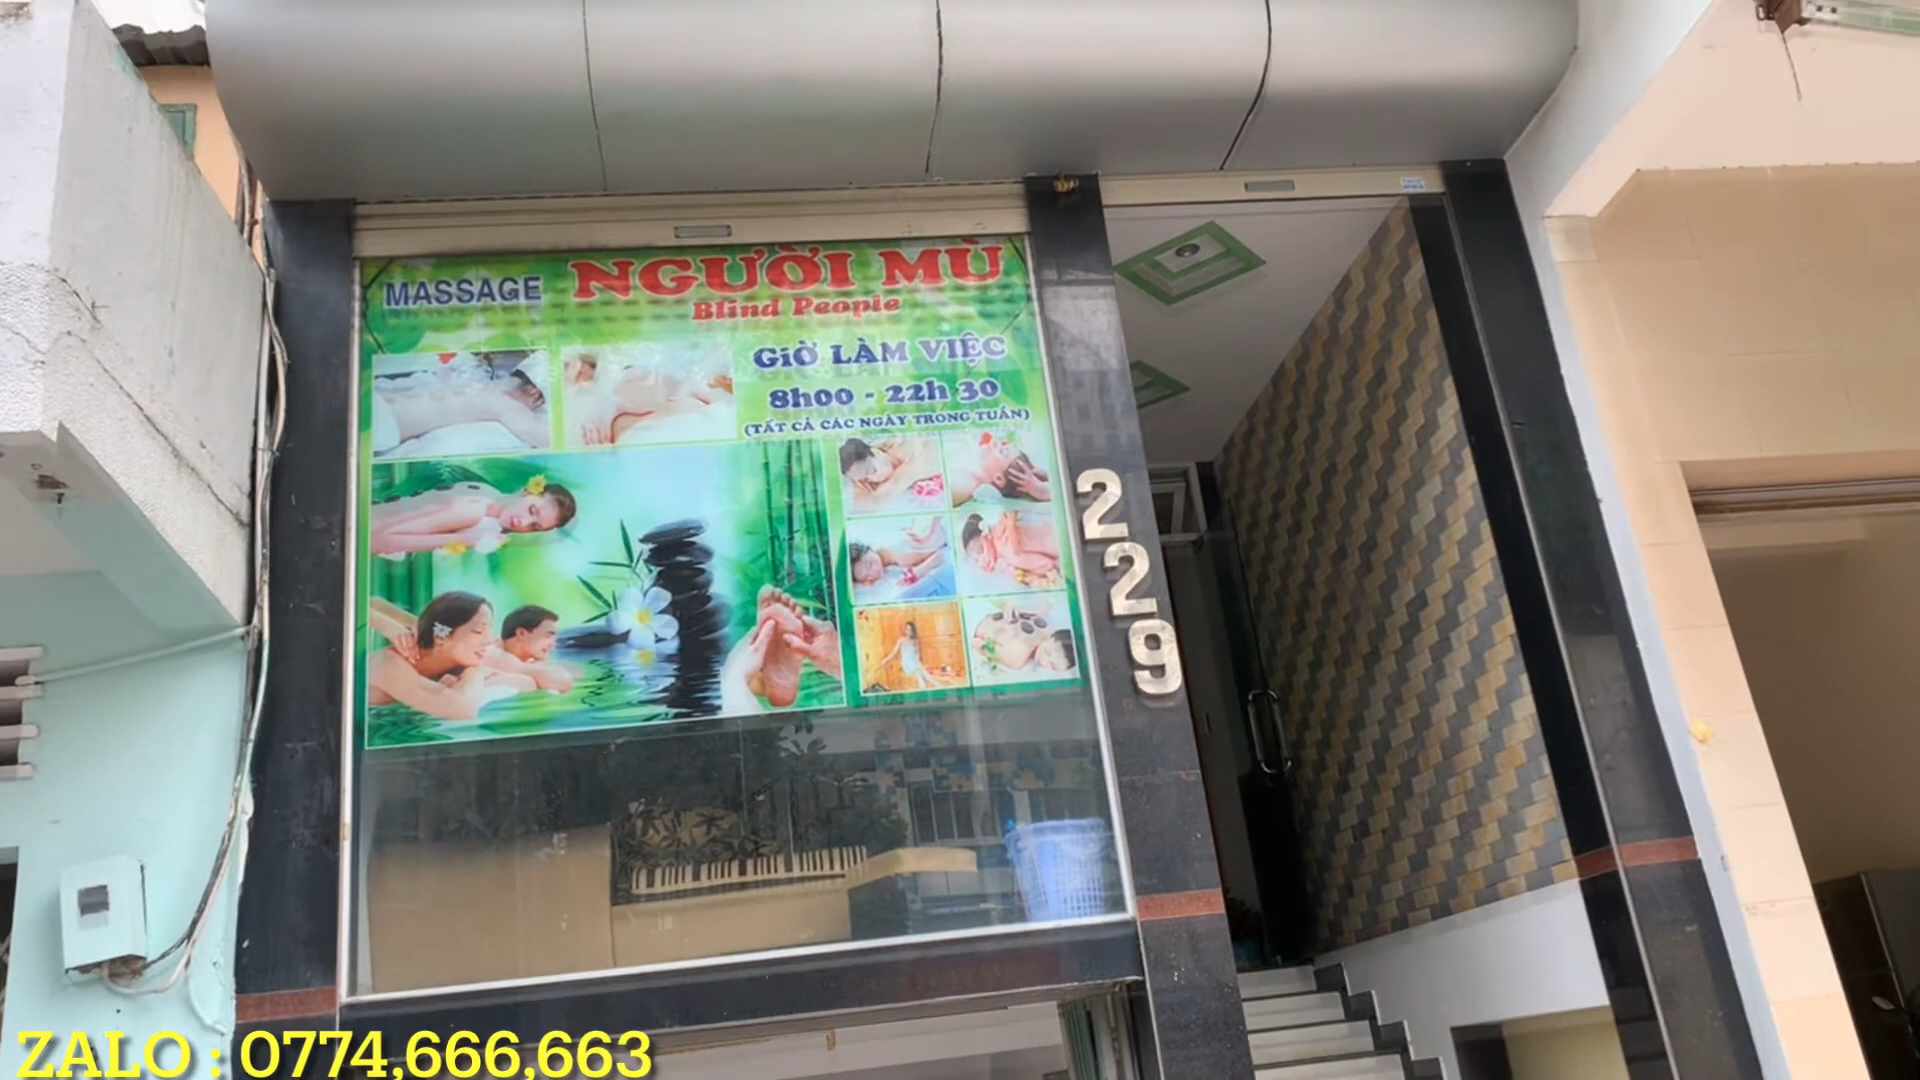 MASSAGE NGƯỜI MÙ
Blind People
GIỜ LÀM VIỆC
8h00 - 22h 30
(TẤT CẢ CÁC NGÀY TRONG TUẦN)
229
ZALO : 0774,666,663